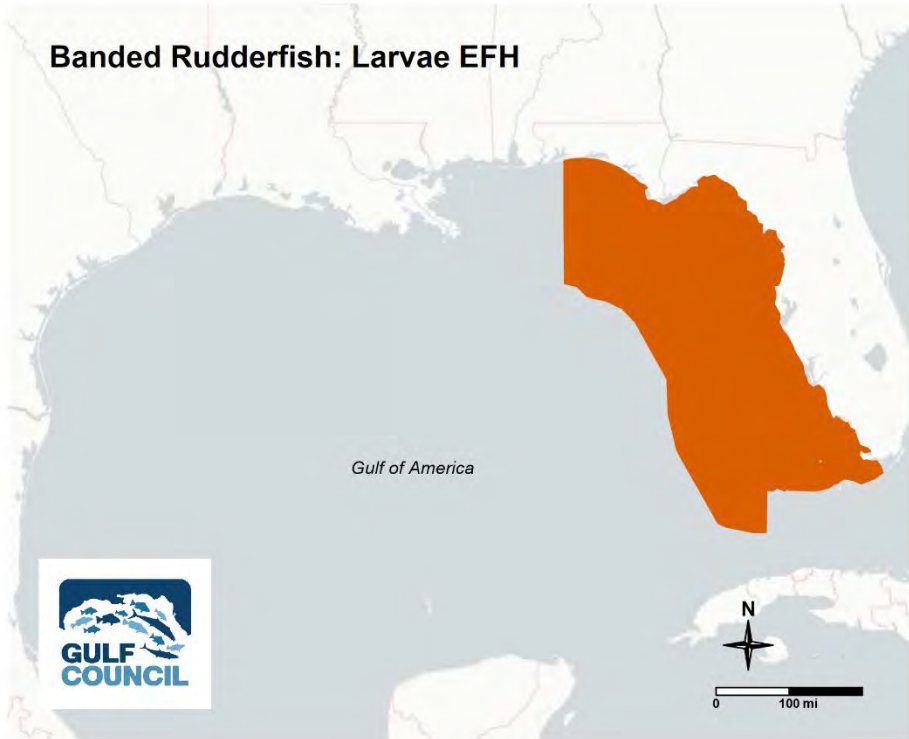 Banded Rudderfish: Larvae EFH
Gulf of America
GULF
COUNCIL
N
0 100 mi